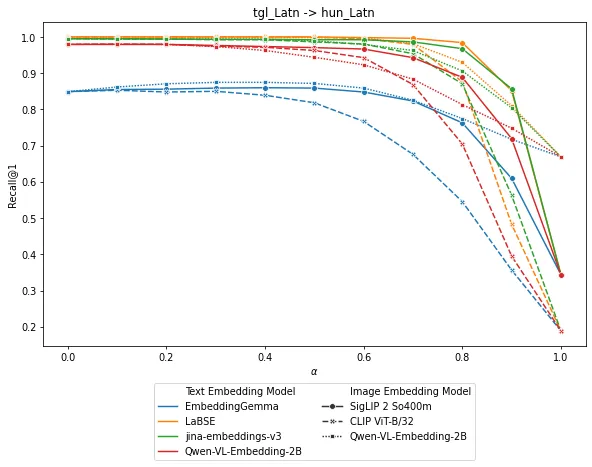 tgl_Latn -> hun_Latn
Recall@1
1.0
0.9
0.8
0.7
0.6
0.5
0.4
0.3
0.2
0.0 0.2 0.4 0.6 0.8 1.0
α
Text Embedding Model Image Embedding Model
EmbeddingGemma SigLIP 2 So400m
LaBSE CLIP ViT-B/32
jina-embeddings-v3 Qwen-VL-Embedding-2B
Qwen-VL-Embedding-2B